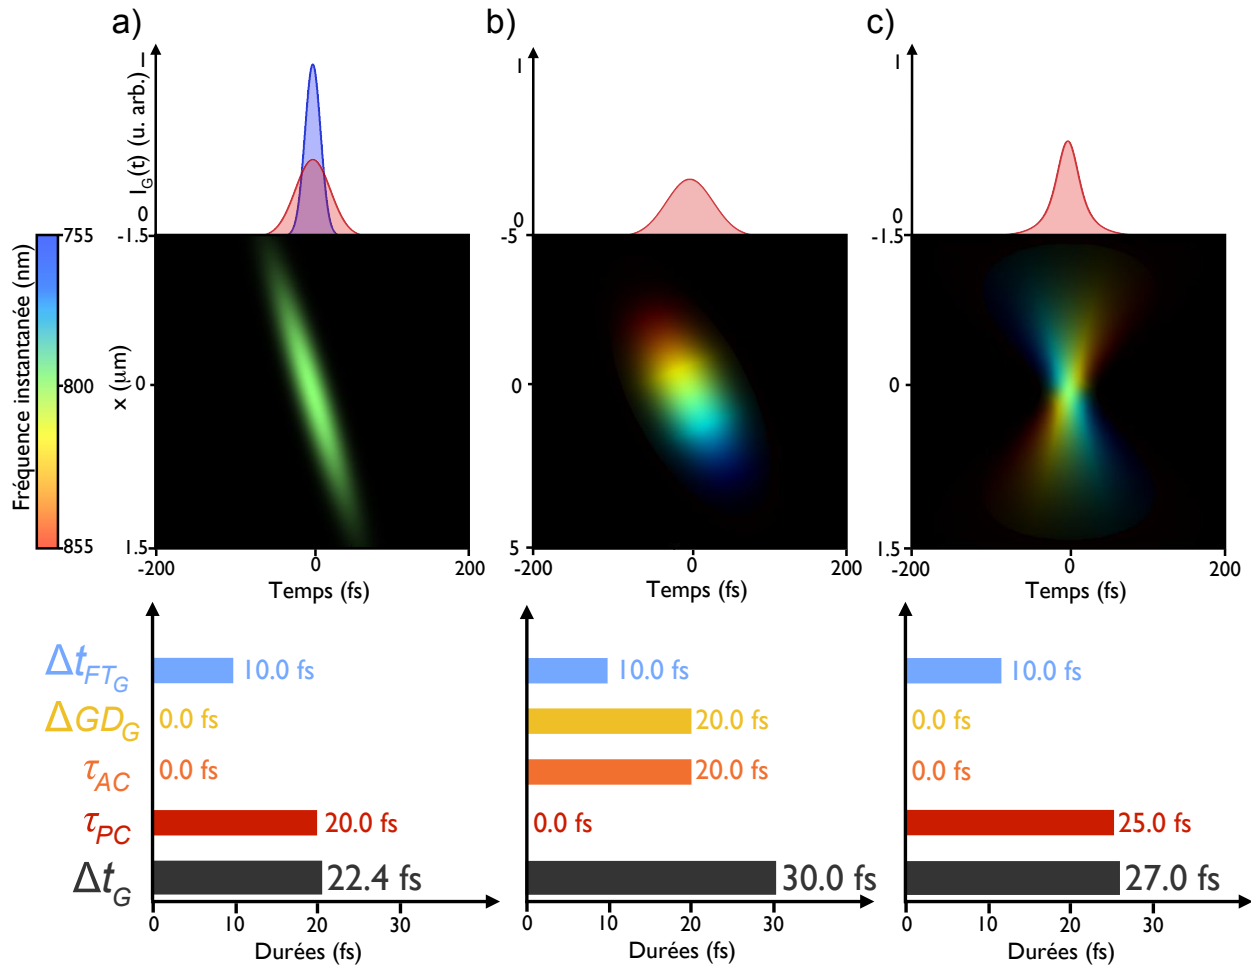 a)
b)
c)
I_G(t) (u. arb.)
1
0
1
0
1
0
-1.5
0
1.5
x (μm)
-5
0
5
-1.5
0
1.5
Fréquence instantanée (nm)
755
800
855
-200
0
200
-200
0
200
-200
0
200
Temps (fs)
Temps (fs)
Temps (fs)
Δt_FT_G
10.0 fs
10.0 fs
10.0 fs
ΔGD_G
0.0 fs
20.0 fs
0.0 fs
τ_AC
0.0 fs
20.0 fs
0.0 fs
τ_PC
20.0 fs
0.0 fs
25.0 fs
Δt_G
22.4 fs
30.0 fs
27.0 fs
0 10 20 30
0 10 20 30
0 10 20 30
Durées (fs)
Durées (fs)
Durées (fs)